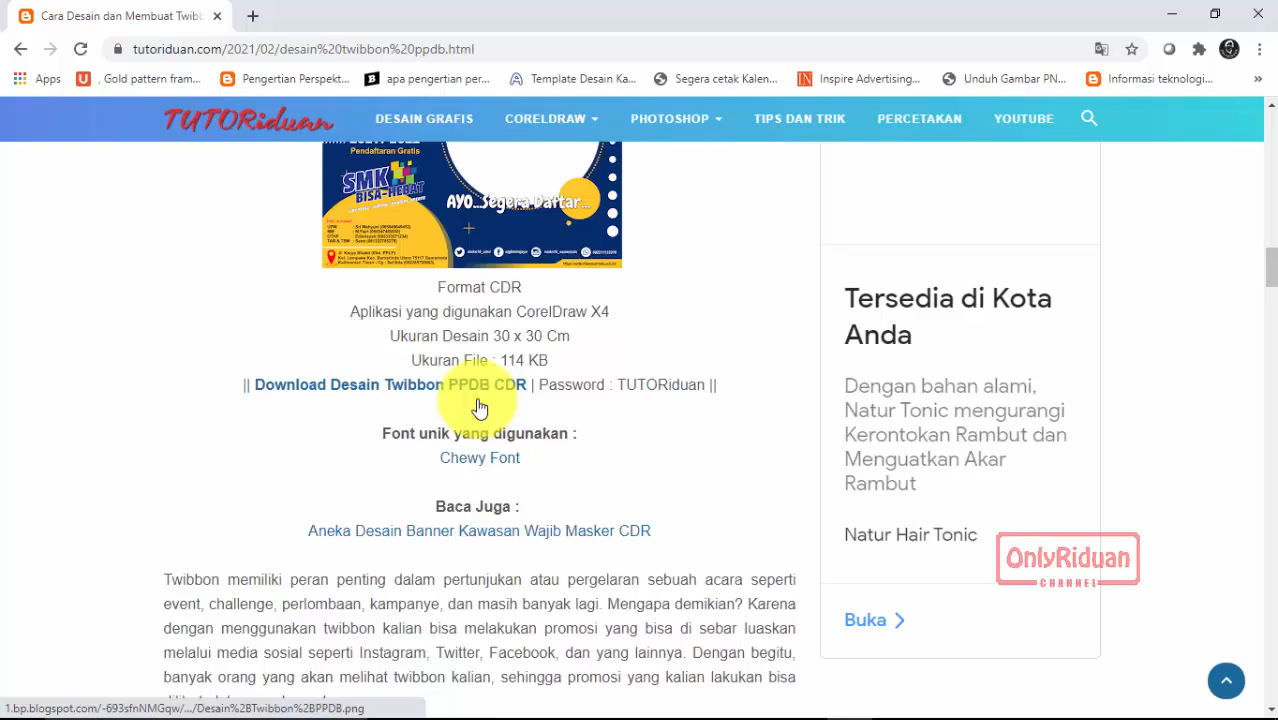 Cara Desain dan Membuat Twibb
tutoriduan.com/2021/02/desain%20twibbon%20ppdb.html
Apps
, Gold pattern fram...
Pengertian Perspekt...
apa pengertian per...
Template Desain Ka...
Segera cetak Kalen...
Inspire Advertising...
Unduh Gambar PN...
Informasi teknologi...
TUTORiduan
DESAIN GRAFIS
CORELDRAW
PHOTOSHOP
TIPS DAN TRIK
PERCETAKAN
YOUTUBE
Pendaftaran Gratis
SMK
BISA-HEBAT
AYO...Segera Daftar...
Format CDR
Aplikasi yang digunakan CorelDraw X4
Ukuran Desain 30 x 30 Cm
Ukuran File : 114 KB
|| Download Desain Twibbon PPDB CDR | Password : TUTORiduan ||
Font unik yang digunakan :
Chewy Font
Baca Juga :
Aneka Desain Banner Kawasan Wajib Masker CDR
Twibbon memiliki peran penting dalam pertunjukan atau pergelaran sebuah acara seperti
event, challenge, perlombaan, kampanye, dan masih banyak lagi. Mengapa demikian? Karena
dengan menggunakan twibbon kalian bisa melakukan promosi yang bisa di sebar luaskan
melalui media sosial seperti Instagram, Twitter, Facebook, dan yang lainnya. Dengan begitu,
banyak orang yang akan melihat twibbon kalian, sehingga promosi yang kalian lakukan bisa
Tersedia di Kota
Anda
Dengan bahan alami,
Natur Tonic mengurangi
Kerontokan Rambut dan
Menguatkan Akar
Rambut
Natur Hair Tonic
OnlyRiduan
CHANNEL
Buka
1.bp.blogspot.com/-693sfnNMGqw/.../Desain%2BTwibbon%2BPPDB.png